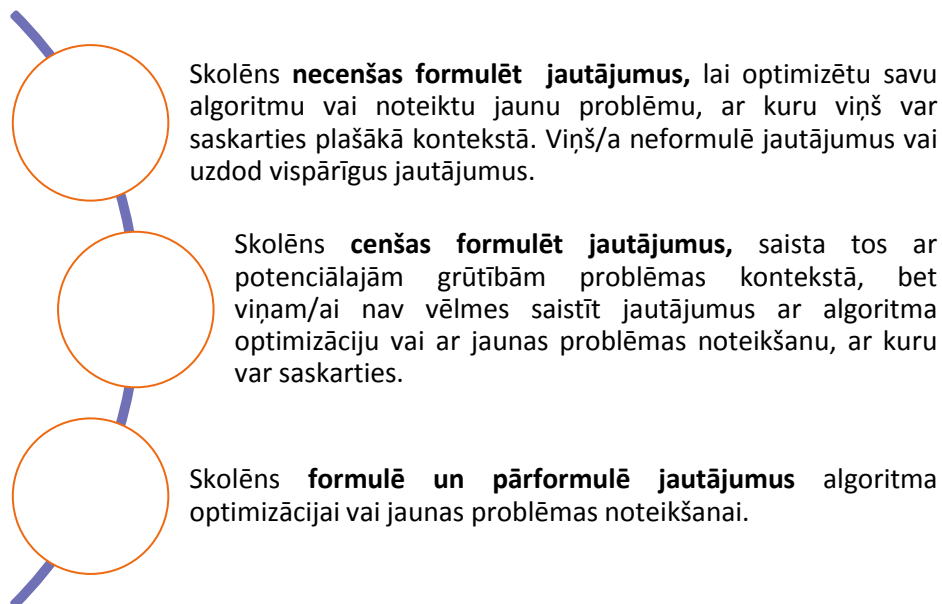 Skolēns necenšas formulēt jautājumus, lai optimizētu savu
algoritmu vai noteiktu jaunu problēmu, ar kuru viņš var
saskarties plašākā kontekstā. Viņš/a neformulē jautājumus vai
uzdod vispārīgus jautājumus.
Skolēns cenšas formulēt jautājumus, saista tos ar
potenciālajām grūtībām problēmas kontekstā, bet
viņam/ai nav vēlmes saistīt jautājumus ar algoritma
optimizāciju vai ar jaunas problēmas noteikšanu, ar kuru
var saskarties.
Skolēns formulē un pārformulē jautājumus algoritma
optimizācijai vai jaunas problēmas noteikšanai.